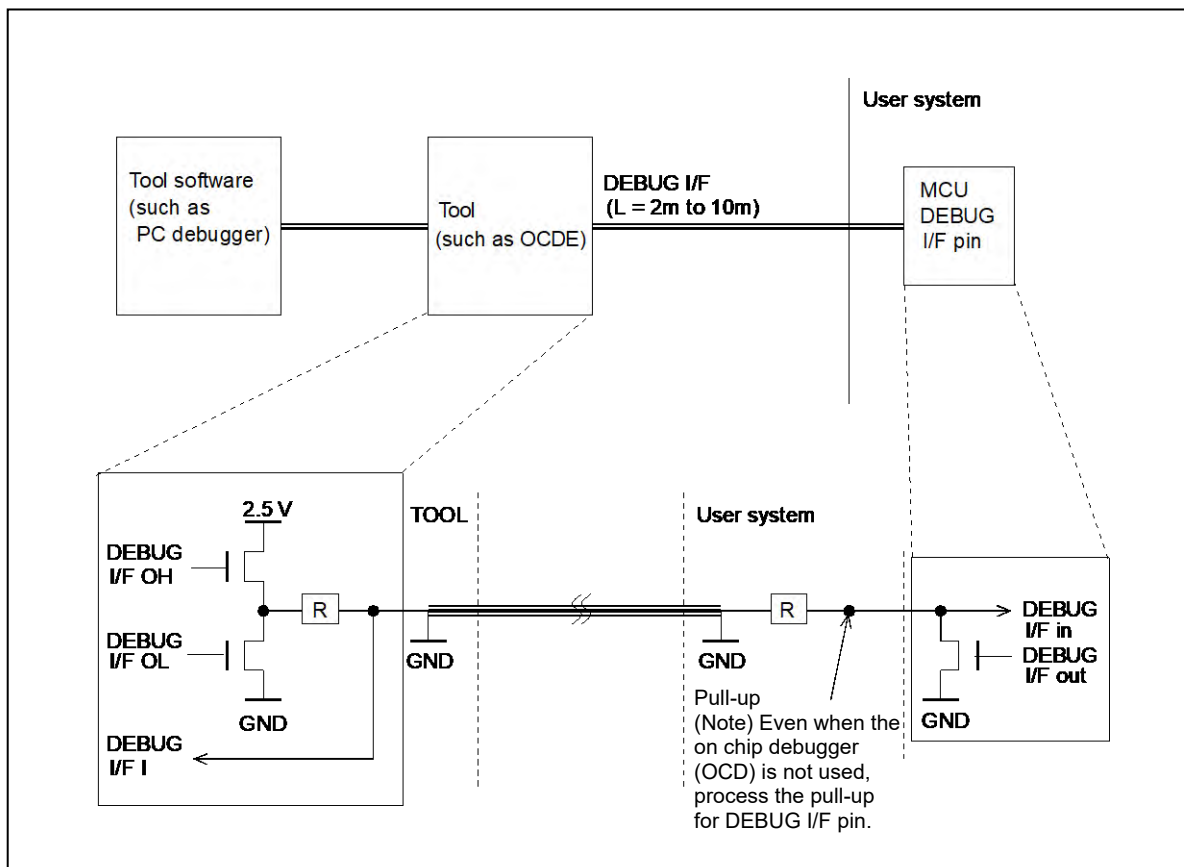 User system
Tool software
(such as
PC debugger)
Tool
(such as OCDE)
DEBUG I/F
(L = 2m to 10m)
MCU
DEBUG
I/F pin
2.5 V
DEBUG
I/F OH
R
DEBUG
I/F OL
GND
DEBUG
I/F I
TOOL
GND
User system
GND
R
Pull-up
(Note) Even when the
on chip debugger
(OCD) is not used,
process the pull-up
for DEBUG I/F pin.
DEBUG
I/F in
DEBUG
I/F out
GND